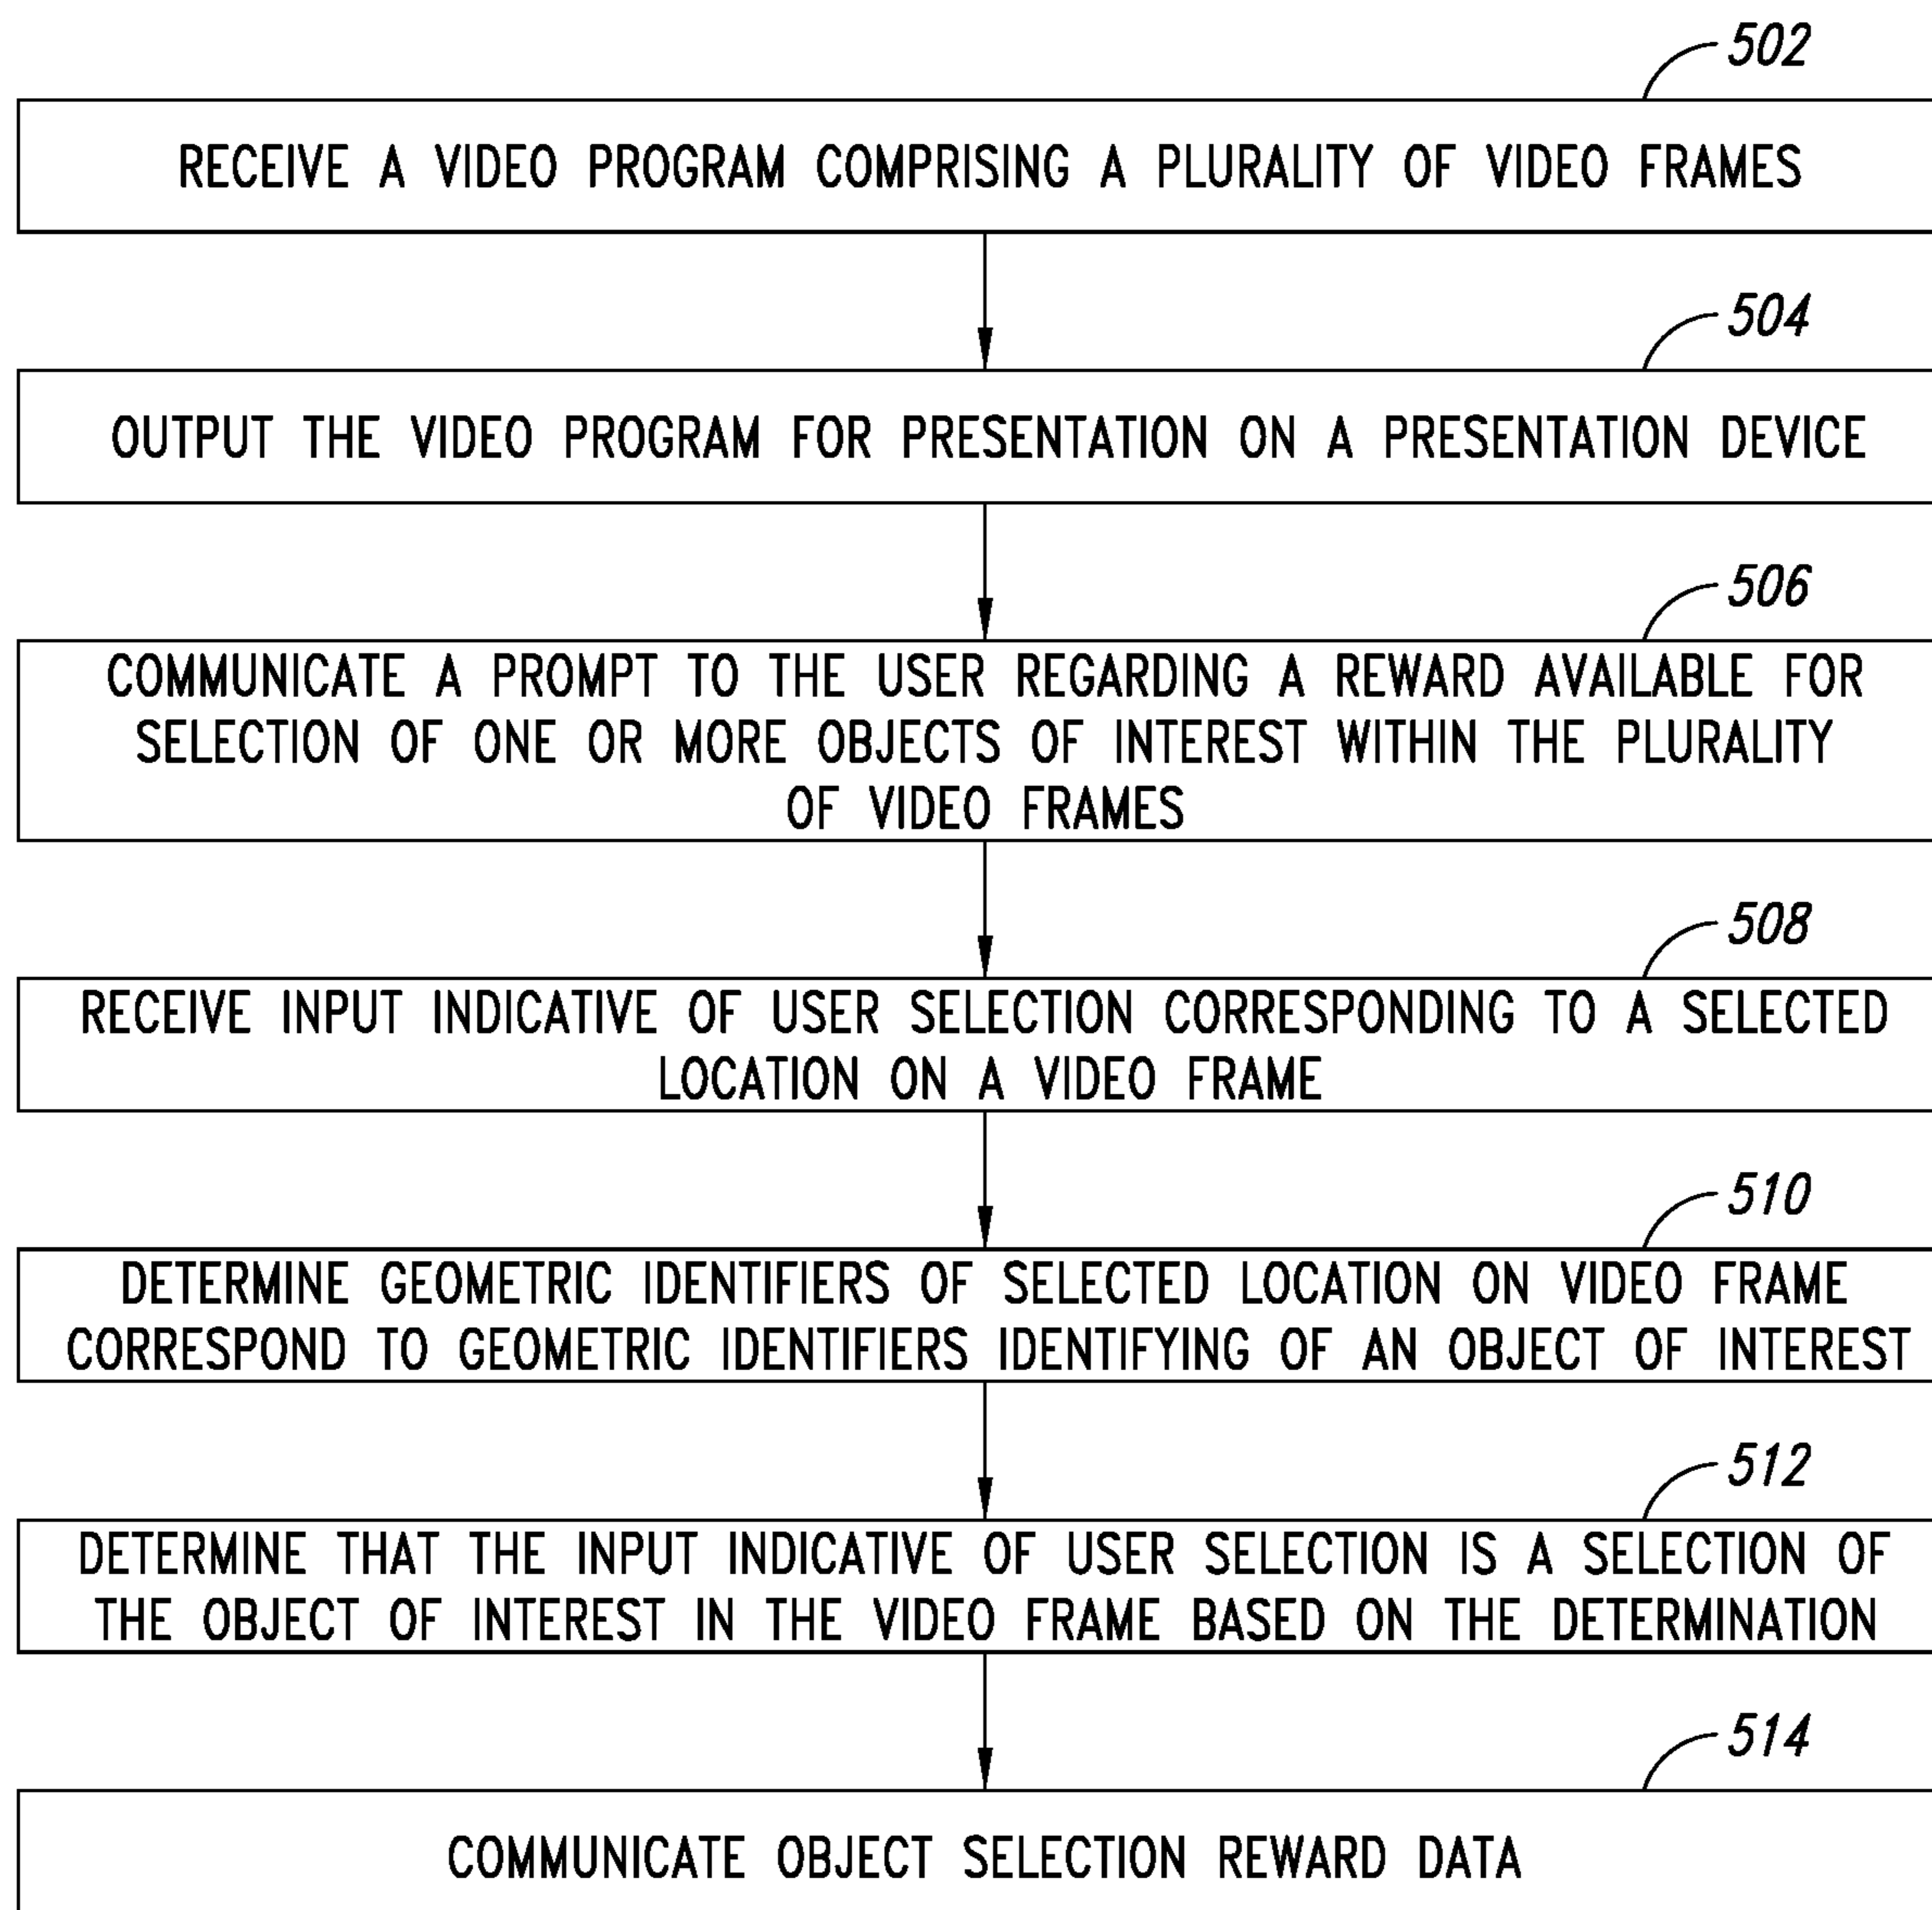 502
RECEIVE A VIDEO PROGRAM COMPRISING A PLURALITY OF VIDEO FRAMES
504
OUTPUT THE VIDEO PROGRAM FOR PRESENTATION ON A PRESENTATION DEVICE
506
COMMUNICATE A PROMPT TO THE USER REGARDING A REWARD AVAILABLE FOR
SELECTION OF ONE OR MORE OBJECTS OF INTEREST WITHIN THE PLURALITY
OF VIDEO FRAMES
508
RECEIVE INPUT INDICATIVE OF USER SELECTION CORRESPONDING TO A SELECTED
LOCATION ON A VIDEO FRAME
510
DETERMINE GEOMETRIC IDENTIFIERS OF SELECTED LOCATION ON VIDEO FRAME
CORRESPOND TO GEOMETRIC IDENTIFIERS IDENTIFYING OF AN OBJECT OF INTEREST
512
DETERMINE THAT THE INPUT INDICATIVE OF USER SELECTION IS A SELECTION OF
THE OBJECT OF INTEREST IN THE VIDEO FRAME BASED ON THE DETERMINATION
514
COMMUNICATE OBJECT SELECTION REWARD DATA